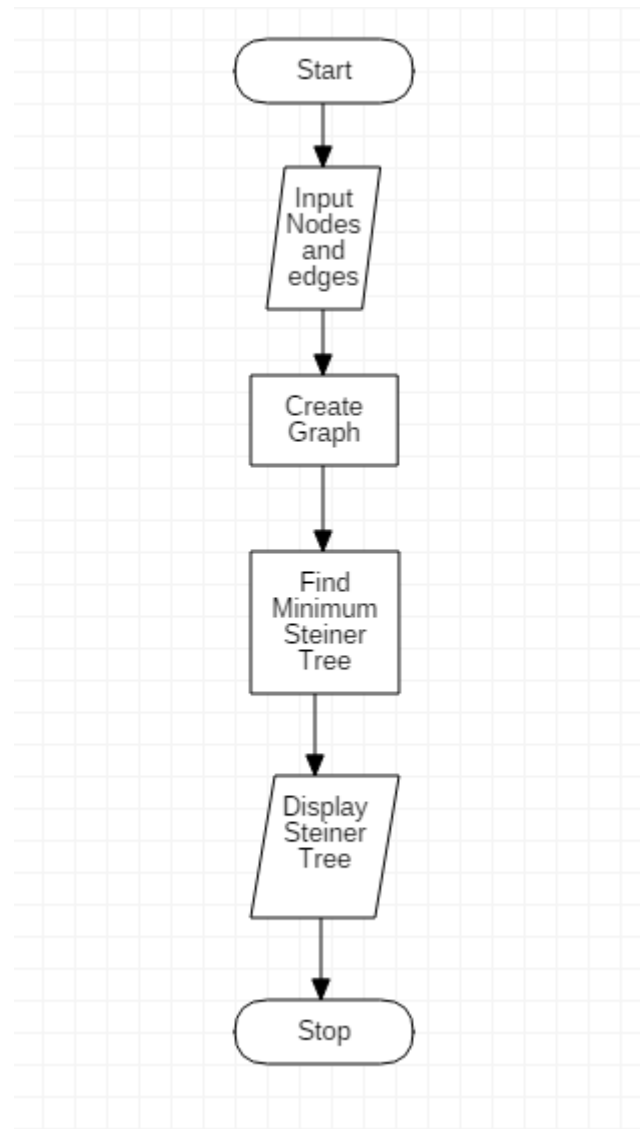 Start
Input
Nodes
and
edges
Create
Graph
Find
Minimum
Steiner
Tree
Display
Steiner
Tree
Stop